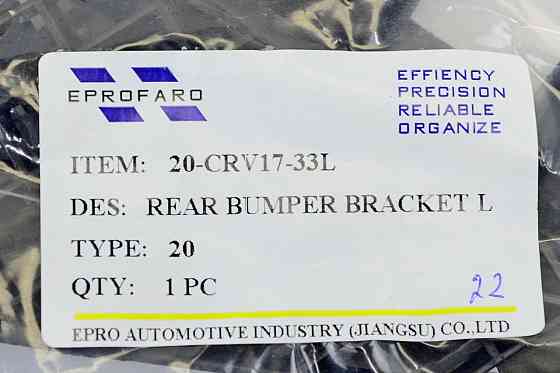 EPROFARO
EFFIENCY
PRECISION
RELIABLE
ORGANIZE
ITEM: 20-CRV17-33L
DES: REAR BUMPER BRACKET L
TYPE: 20
QTY: 1 PC
22
EPRO AUTOMOTIVE INDUSTRY (JIANGSU) CO.,LTD